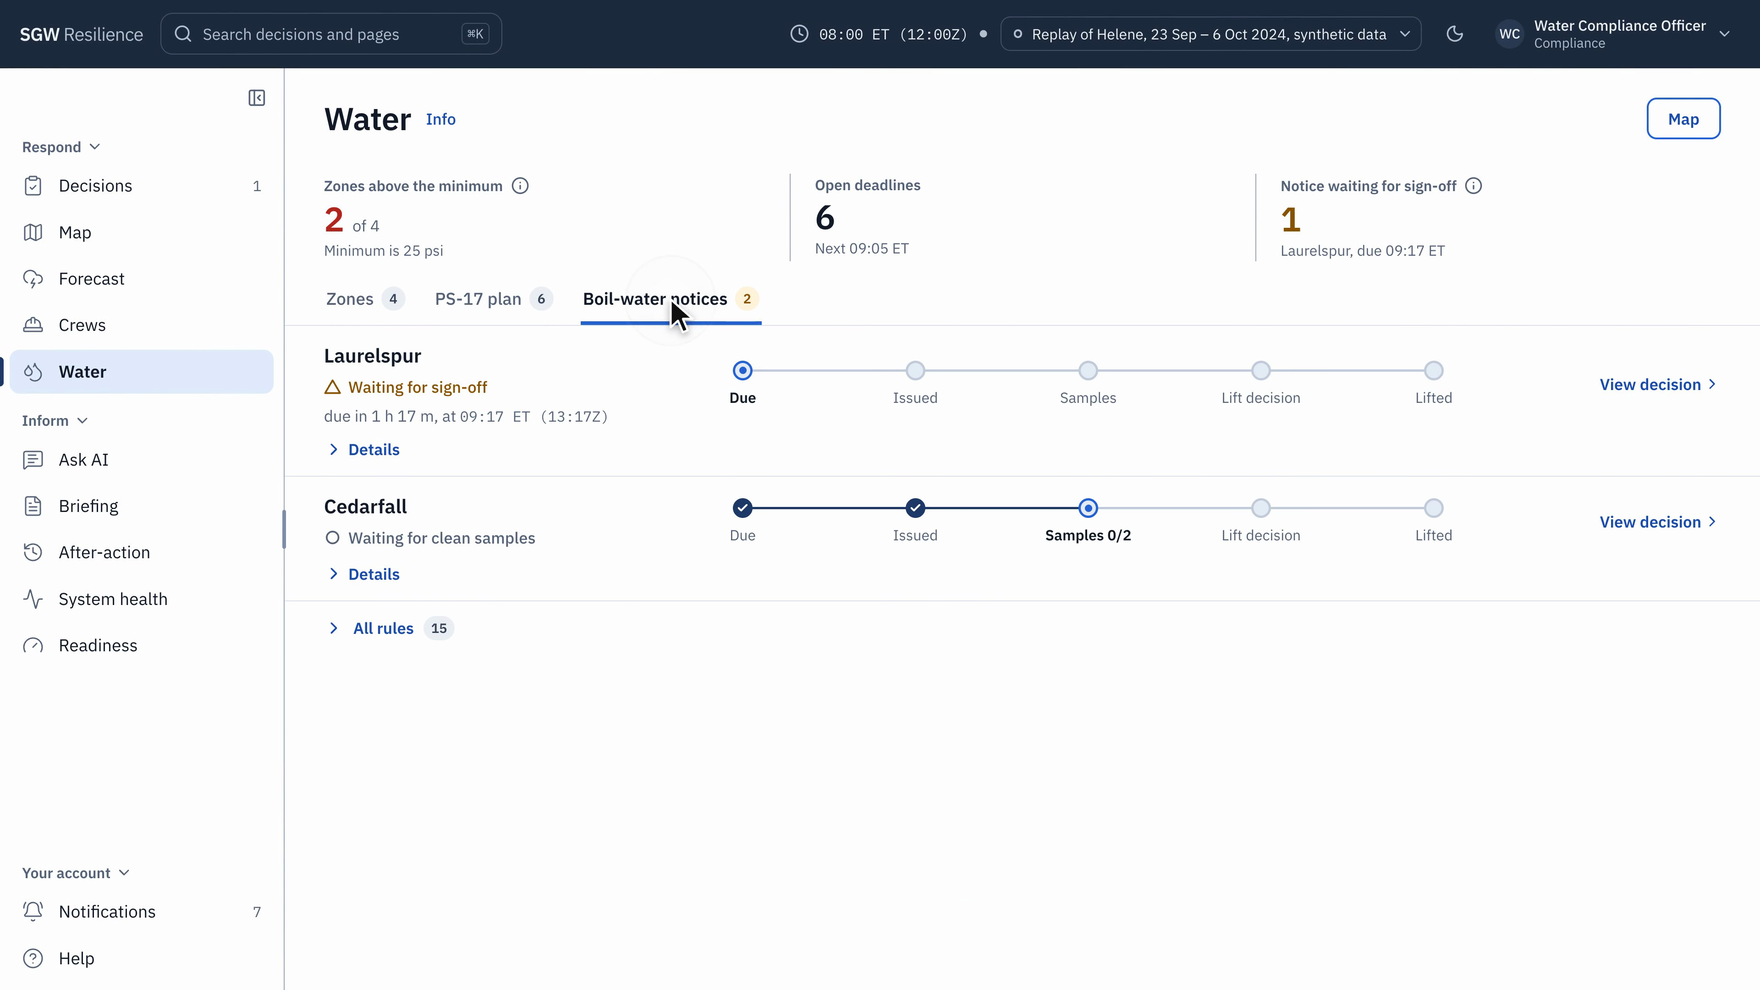 SGW Resilience
Search decisions and pages
⌘K
08:00 ET (12:00Z)
Replay of Helene, 23 Sep – 6 Oct 2024, synthetic data
WC
Water Compliance Officer
Compliance
Respond
Decisions 1
Map
Forecast
Crews
Water
Inform
Ask AI
Briefing
After-action
System health
Readiness
Your account
Notifications 7
Help
Water Info
Map
Zones above the minimum
2 of 4
Minimum is 25 psi
Open deadlines
6
Next 09:05 ET
Notice waiting for sign-off
1
Laurelspur, due 09:17 ET
Zones 4
PS-17 plan 6
Boil-water notices 2
Laurelspur
Waiting for sign-off
due in 1 h 17 m, at 09:17 ET (13:17Z)
Details
Due Issued Samples Lift decision Lifted
View decision
Cedarfall
Waiting for clean samples
Details
Due Issued Samples 0/2 Lift decision Lifted
View decision
All rules 15